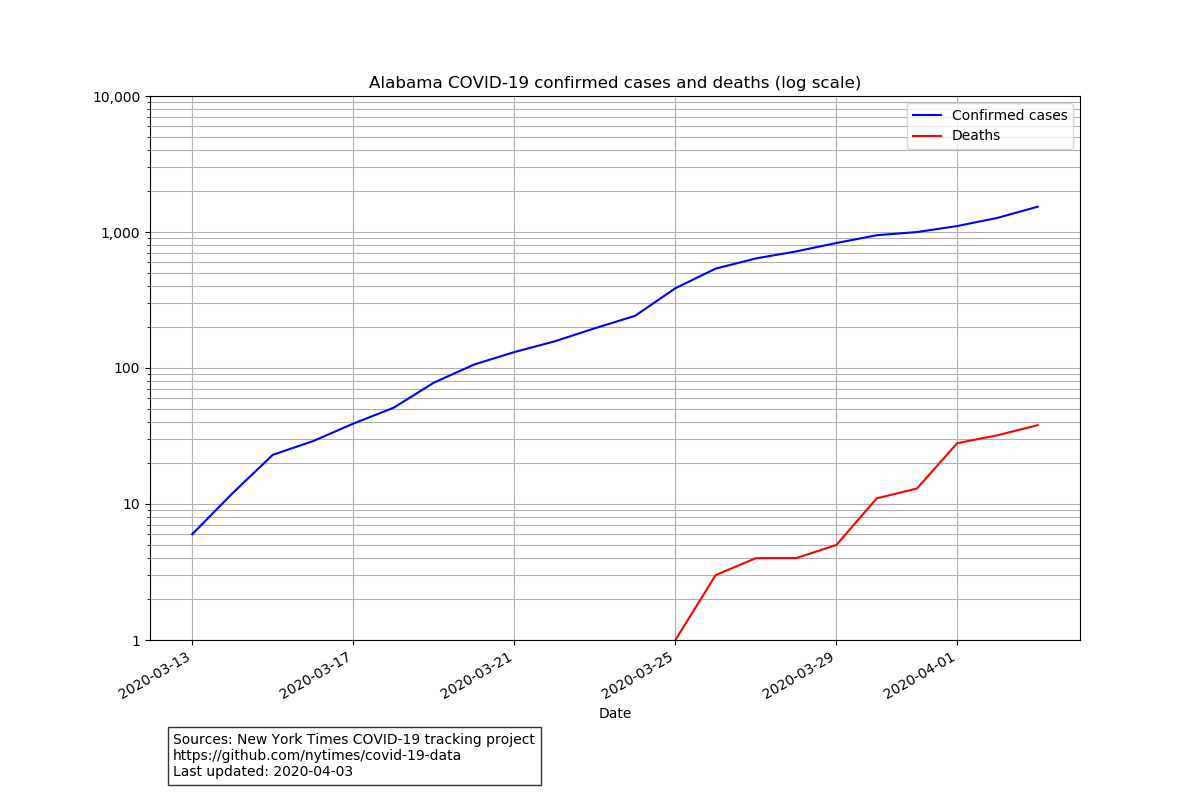 Alabama COVID-19 confirmed cases and deaths (log scale)
10,000
1,000
100
10
1
Confirmed cases
Deaths
2020-03-13
2020-03-17
2020-03-21
2020-03-25
2020-03-29
2020-04-01
Date
Sources: New York Times COVID-19 tracking project
https://github.com/nytimes/covid-19-data
Last updated: 2020-04-03